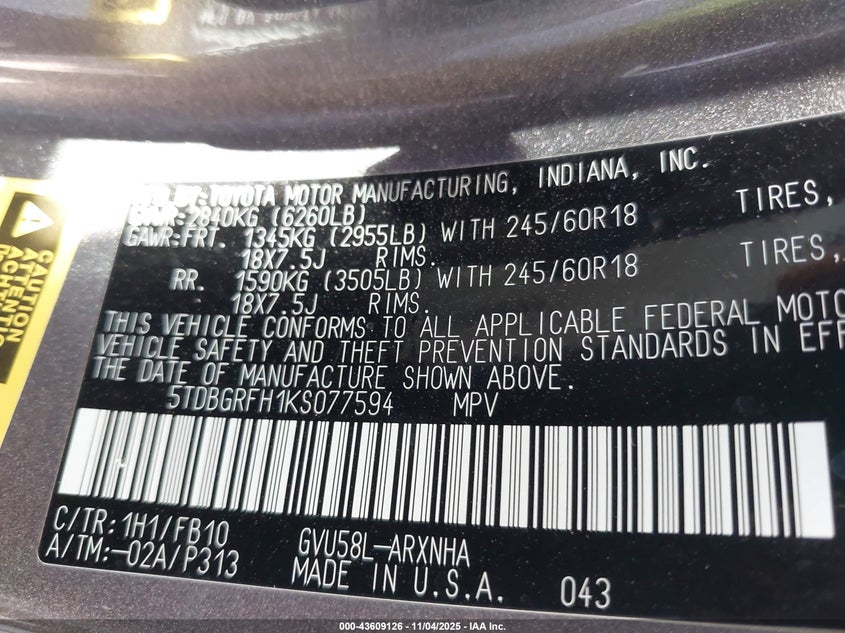 MFD. BY: TOYOTA MOTOR MANUFACTURING, INDIANA, INC.
GVWR: 2840KG (6260LB)
GAWR:FRT. 1345KG (2955LB) WITH 245/60R18 TIRES,
18X7.5J RIMS.
RR. 1590KG (3505LB) WITH 245/60R18 TIRES,
18X7.5J RIMS.
THIS VEHICLE CONFORMS TO ALL APPLICABLE FEDERAL MOTO
VEHICLE SAFETY AND THEFT PREVENTION STANDARDS IN EFF
THE DATE OF MANUFACTURE SHOWN ABOVE.
5TDBGRFH1KS077594 MPV
C/TR: 1H1/FB10
A/TM:-02A/P313
GVU58L-ARXNHA
MADE IN U.S.A.
043
CAUTION
ATTENTION
000-43609126 - 11/04/2025 - IAA Inc.